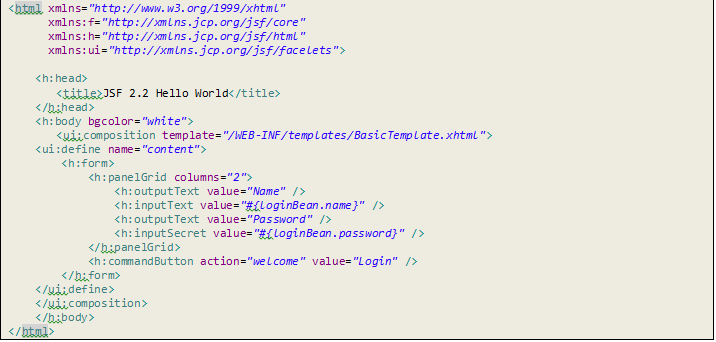 <html xmlns="http://www.w3.org/1999/xhtml"
xmlns:f="http://xmlns.jcp.org/jsf/core"
xmlns:h="http://xmlns.jcp.org/jsf/html"
xmlns:ui="http://xmlns.jcp.org/jsf/facelets">
<h:head>
<title>JSF 2.2 Hello World</title>
</h:head>
<h:body bgcolor="white">
<ui:composition template="/WEB-INF/templates/BasicTemplate.xhtml">
<ui:define name="content">
<h:form>
<h:panelGrid columns="2">
<h:outputText value="Name" />
<h:inputText value="#{loginBean.name}" />
<h:outputText value="Password" />
<h:inputSecret value="#{loginBean.password}" />
</h:panelGrid>
<h:commandButton action="welcome" value="Login" />
</h:form>
</ui:define>
</ui:composition>
</h:body>
</html>